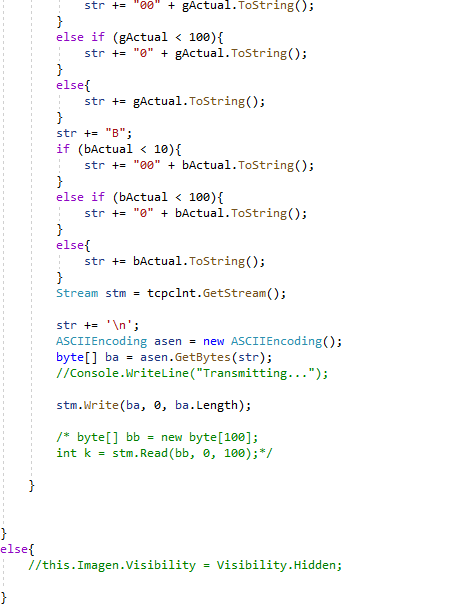 str += "00" + gActual.ToString();
}
else if (gActual < 100){
str += "0" + gActual.ToString();
}
else{
str += gActual.ToString();
}
str += "B";
if (bActual < 10){
str += "00" + bActual.ToString();
}
else if (bActual < 100){
str += "0" + bActual.ToString();
}
else{
str += bActual.ToString();
}
Stream stm = tcpclnt.GetStream();
str += '\n';
ASCIIEncoding asen = new ASCIIEncoding();
byte[] ba = asen.GetBytes(str);
//Console.WriteLine("Transmitting...");
stm.Write(ba, 0, ba.Length);
/* byte[] bb = new byte[100];
int k = stm.Read(bb, 0, 100);*/
}
}
else{
//this.Imagen.Visibility = Visibility.Hidden;
}